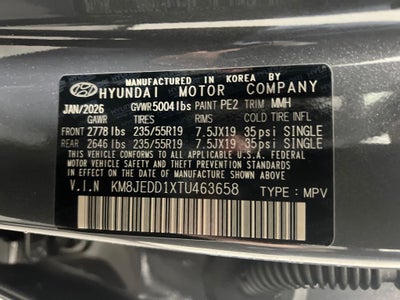 MANUFACTURED IN KOREA BY
HYUNDAI MOTOR COMPANY
JAN/2026 GVWR 5004 lbs PAINT PE2 TRIM MMH
GAWR TIRES RIMS COLD TIRE INFL
FRONT 2778 lbs 235/55R19 7.5JX19 35psi SINGLE
REAR 2646 lbs 235/55R19 7.5JX19 35psi SINGLE
THIS VEHICLE CONFORMS TO ALL APPLICABLE
U.S. FEDERAL MOTOR VEHICLE SAFETY AND
THEFT PREVENTION STANDARDS IN EFFECT ON THE
DATE OF MANUFACTURE SHOWN ABOVE.
V.I.N KM8JEDD1XTU463658 TYPE : MPV